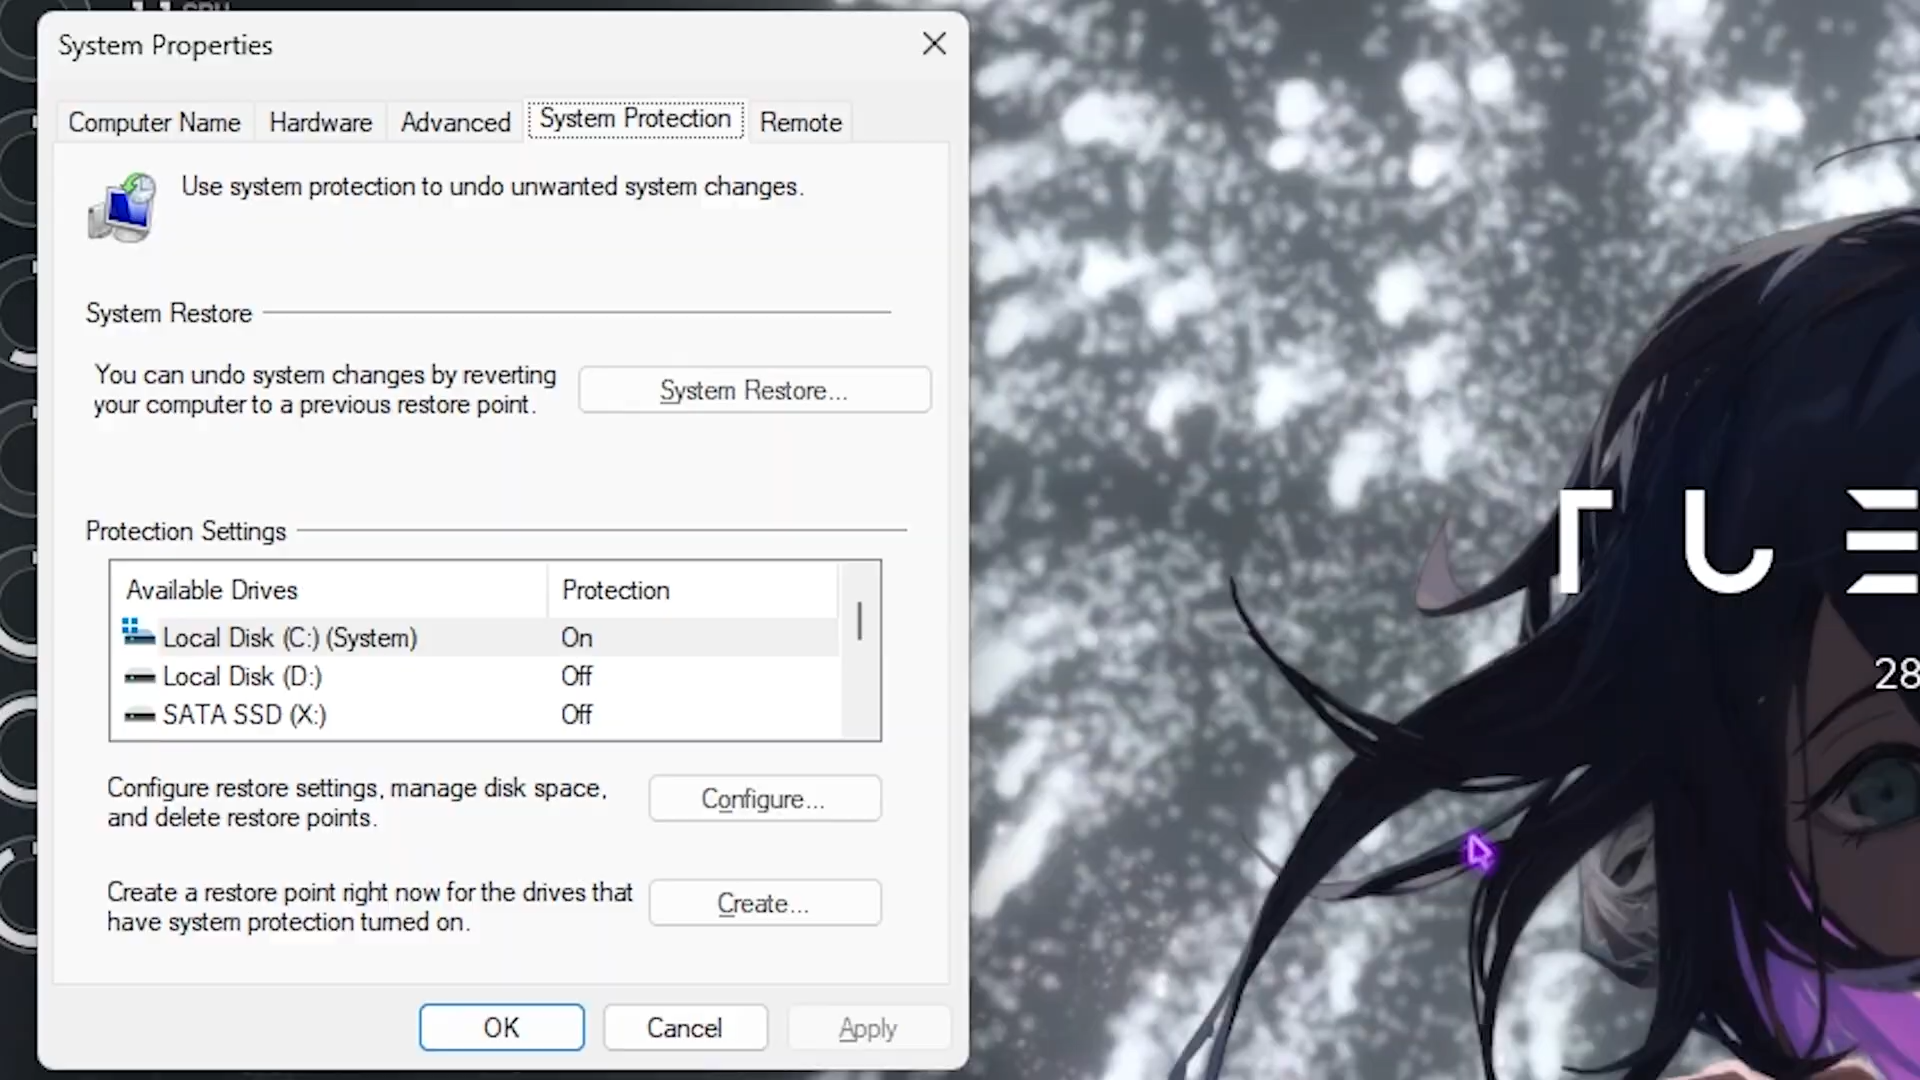 System Properties
Computer Name
Hardware
Advanced
System Protection
Remote
Use system protection to undo unwanted system changes.
System Restore
You can undo system changes by reverting
your computer to a previous restore point.
System Restore...
Protection Settings
Available Drives
Protection
Local Disk (C:) (System)
On
Local Disk (D:)
Off
SATA SSD (X:)
Off
Configure restore settings, manage disk space,
and delete restore points.
Configure...
Create a restore point right now for the drives that
have system protection turned on.
Create...
OK
Cancel
Apply
TUE
28